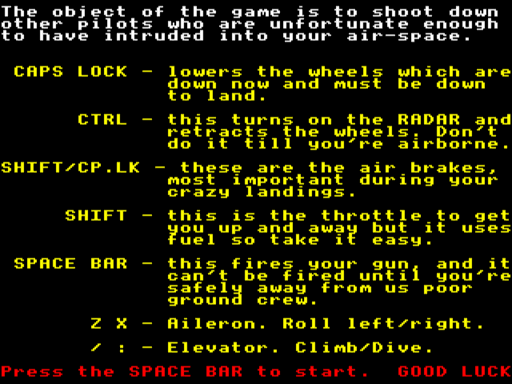 The object of the game is to shoot down
other pilots who are unfortunate enough
to have intruded into your air-space.
CAPS LOCK - lowers the wheels which are
down now and must be down
to land.
CTRL - this turns on the RADAR and
retracts the wheels. Don't
do it till you're airborne.
SHIFT/CP.LK - these are the air brakes,
most important during your
crazy landings.
SHIFT - this is the throttle to get
you up and away but it uses
fuel so take it easy.
SPACE BAR - this fires your gun, and it
can't be fired until you're
safely away from us poor
ground crew.
Z X - Aileron. Roll left/right.
/ : - Elevator. Climb/Dive.
Press the SPACE BAR to start. GOOD LUCK